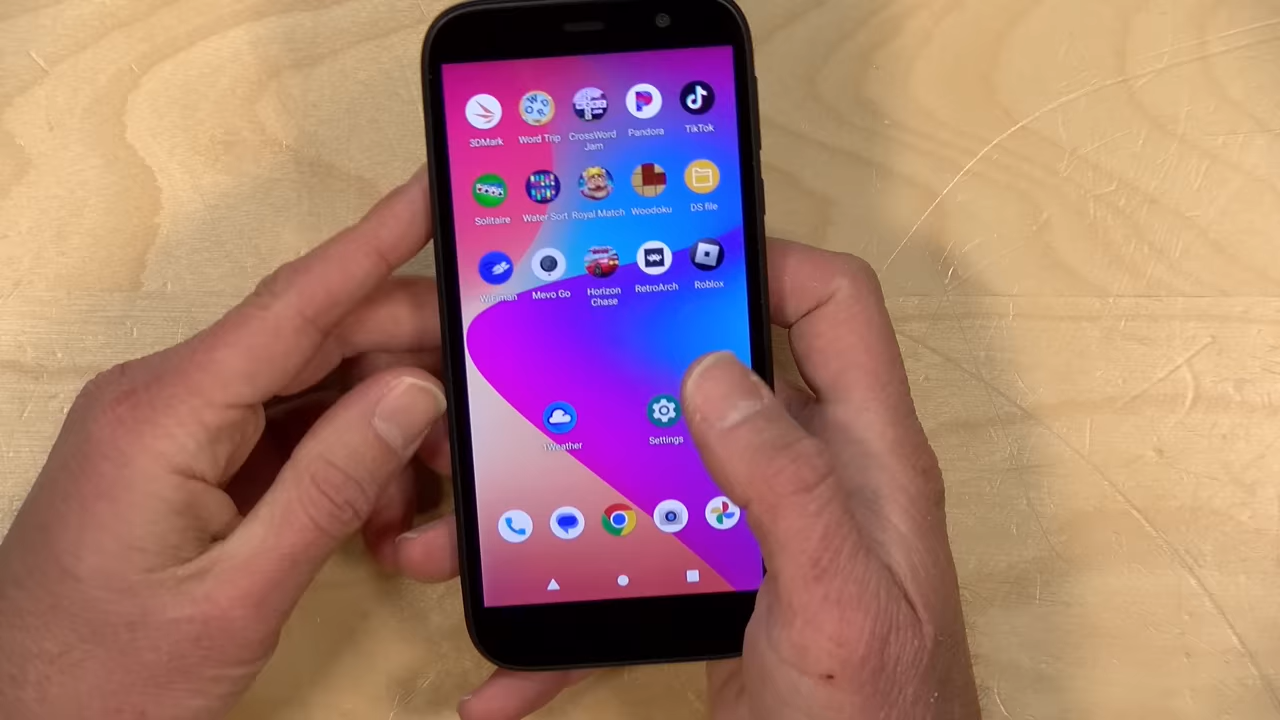 3DMark Word Trip CrossWord Jam Pandora TikTok
Solitaire Water Sort Royal Match Woodoku DS file
WiFiman Mevo Go Horizon Chase RetroArch Roblox
1Weather Settings